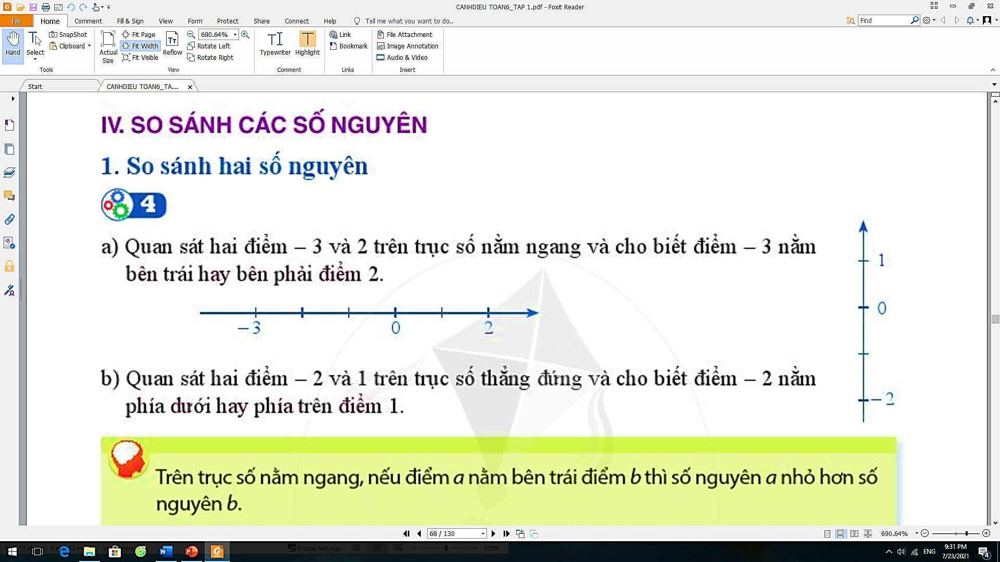 CANHDIEU TOAN6_TAP 1.pdf - Foxit Reader
File Home Comment Fill & Sign View Form Protect Share Connect Help Tell me what you want to do.. Find
Hand
Select
SnapShot
Clipboard
Tools
Actual Size
Fit Page
Fit Width
Fit Visible
Reflow
690.64%
Rotate Left
Rotate Right
View
Typewriter
Highlight
Comment
Link
Bookmark
Links
File Attachment
Image Annotation
Audio & Video
Insert
Start
CANHDIEU TOAN6_TA...
IV. SO SÁNH CÁC SỐ NGUYÊN
1. So sánh hai số nguyên
4
a) Quan sát hai điểm – 3 và 2 trên trục số nằm ngang và cho biết điểm – 3 nằm
bên trái hay bên phải điểm 2.
–3 0 2
b) Quan sát hai điểm – 2 và 1 trên trục số thẳng đứng và cho biết điểm – 2 nằm
phía dưới hay phía trên điểm 1.
1
0
–2
Trên trục số nằm ngang, nếu điểm a nằm bên trái điểm b thì số nguyên a nhỏ hơn số
nguyên b.
68 / 130
690.64%
Display Settings
120%
ENG
9:31 PM
7/23/2021
4